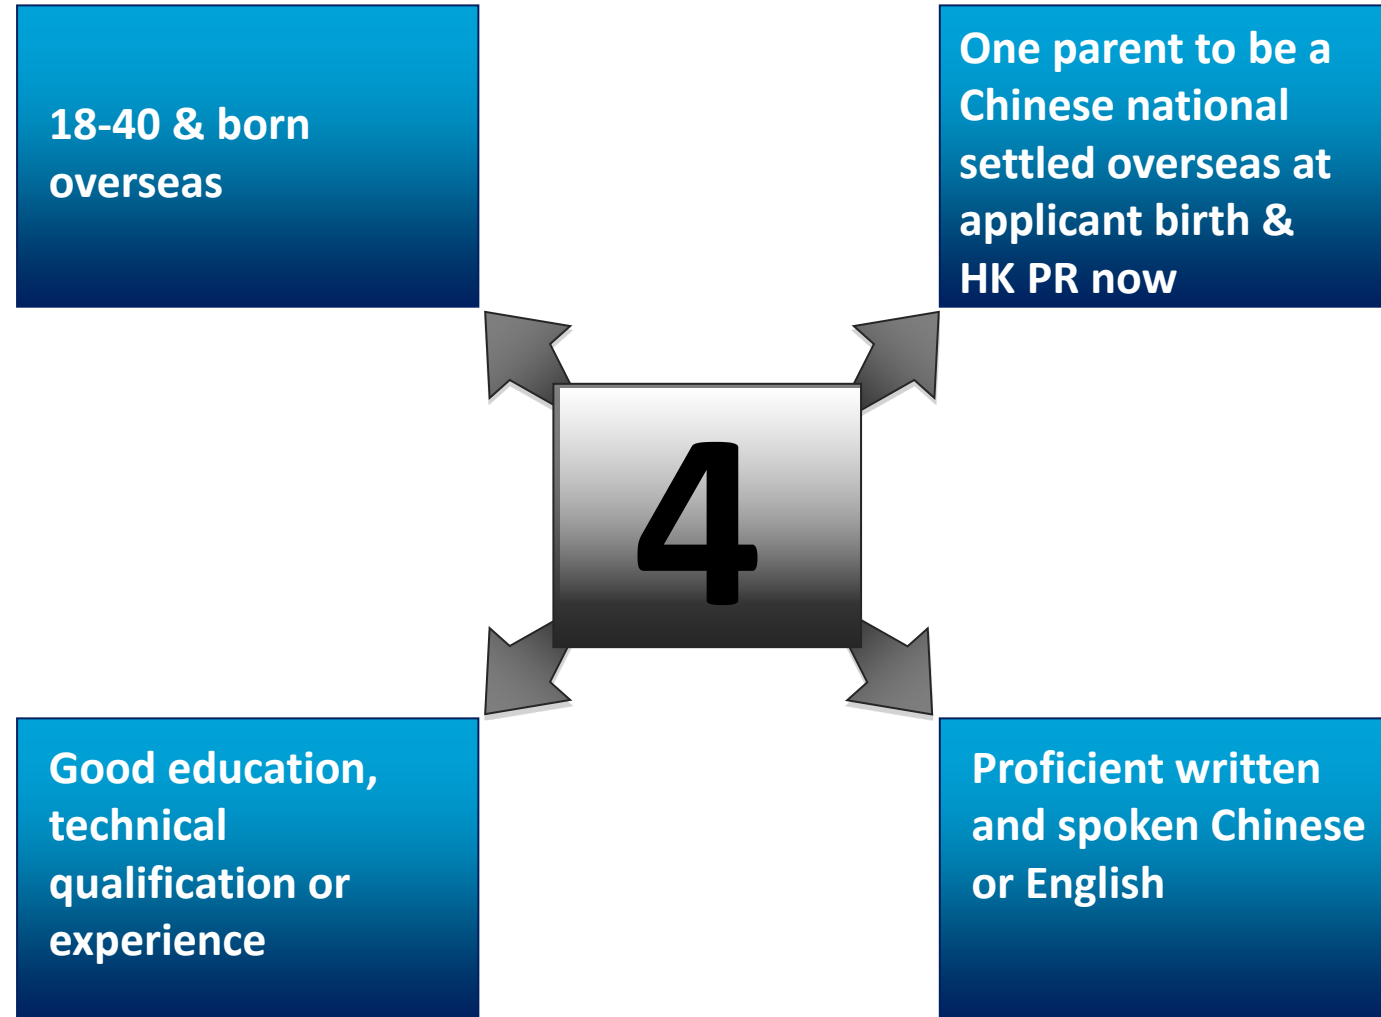 18-40 & born
overseas
One parent to be a
Chinese national
settled overseas at
applicant birth &
HK PR now
4
Good education,
technical
qualification or
experience
Proficient written
and spoken Chinese
or English